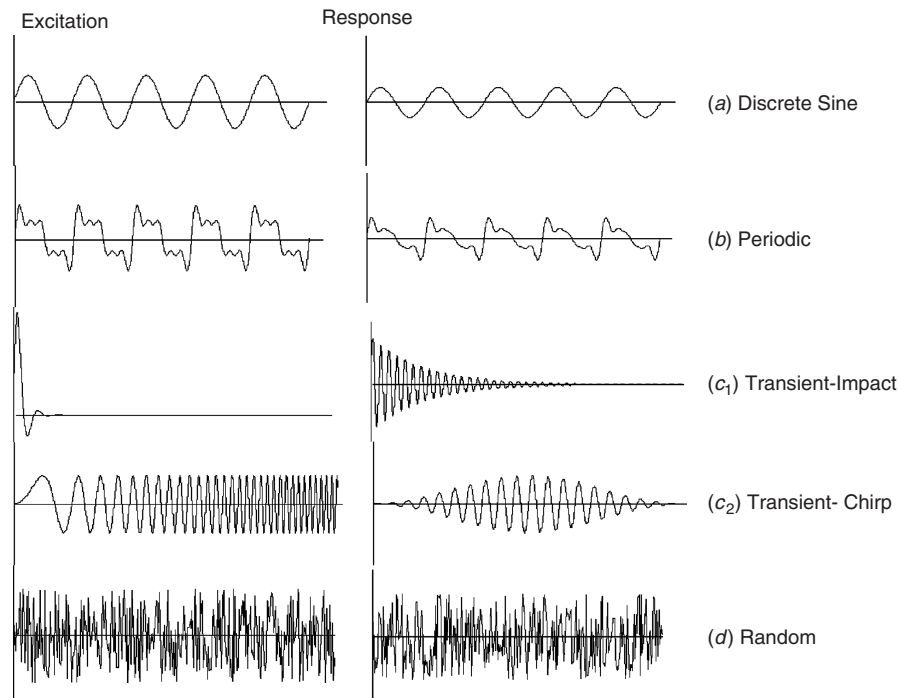 Excitation
Response
(a) Discrete Sine
(b) Periodic
(c1) Transient-Impact
(c2) Transient- Chirp
(d) Random